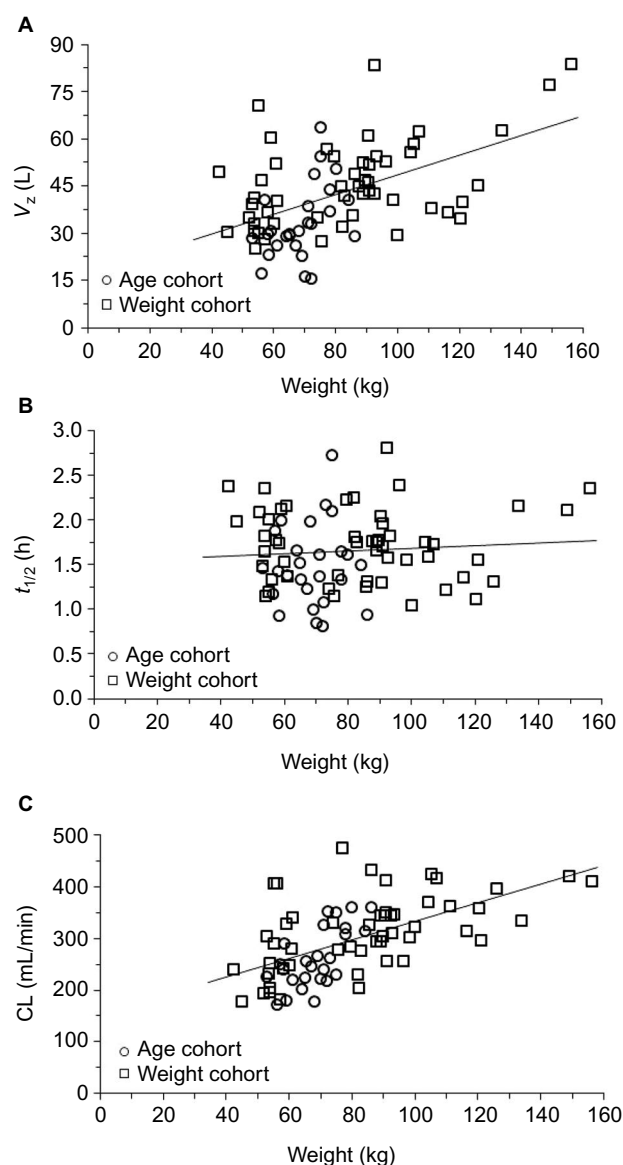 A
90
75
60
45
30
15
0
Vz (L)
Age cohort
Weight cohort
0 20 40 60 80 100 120 140 160
Weight (kg)
B
3.0
2.5
2.0
1.5
1.0
0.5
0.0
t1/2 (h)
Age cohort
Weight cohort
0 20 40 60 80 100 120 140 160
Weight (kg)
C
500
400
300
200
100
0
CL (mL/min)
Age cohort
Weight cohort
0 20 40 60 80 100 120 140 160
Weight (kg)